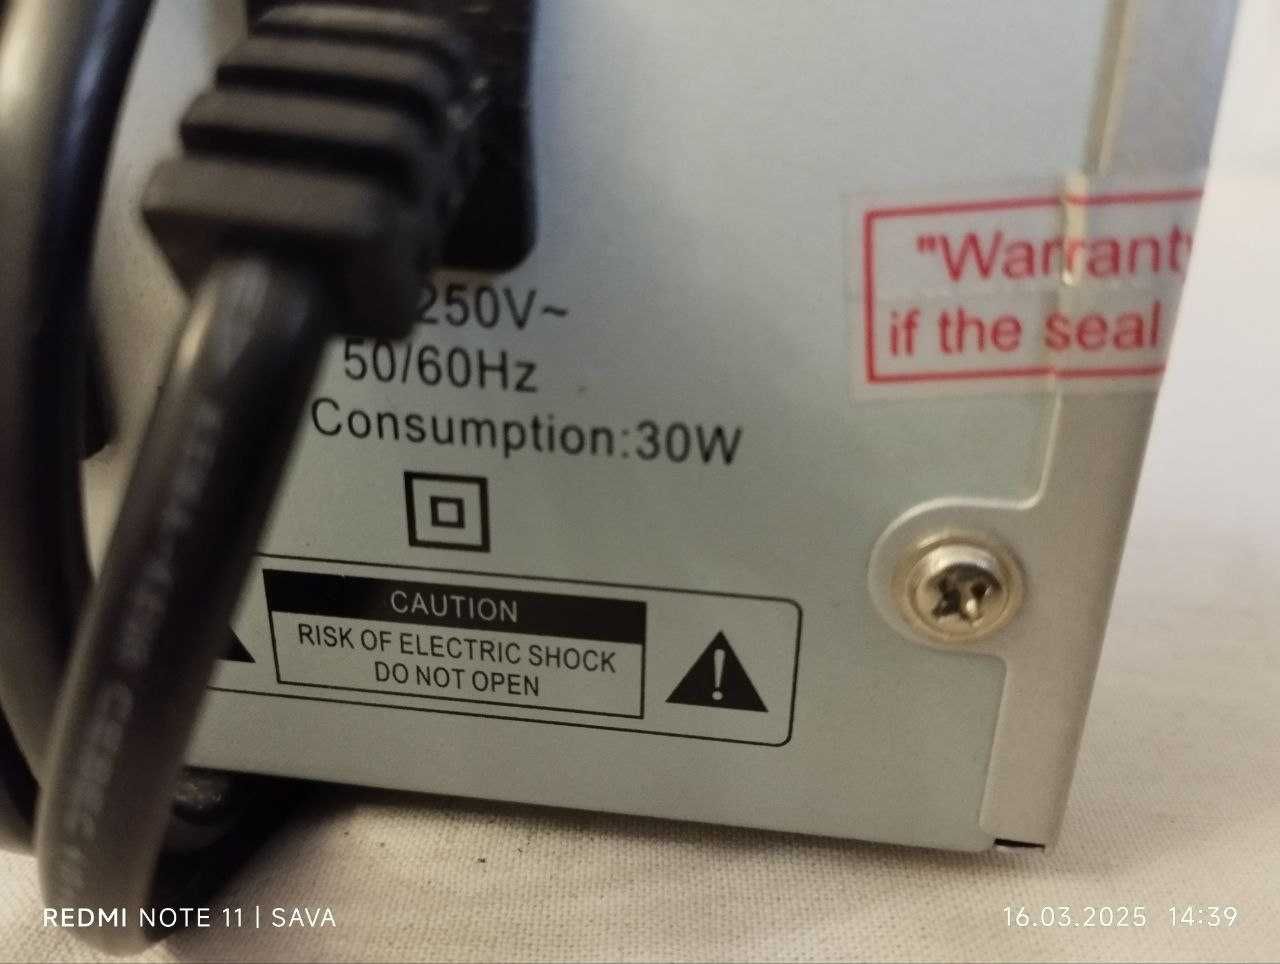 250V~
50/60Hz
Consumption:30W
"Warranty
if the seal
CAUTION
RISK OF ELECTRIC SHOCK
DO NOT OPEN
REDMI NOTE 11 | SAVA
16.03.2025 14:39